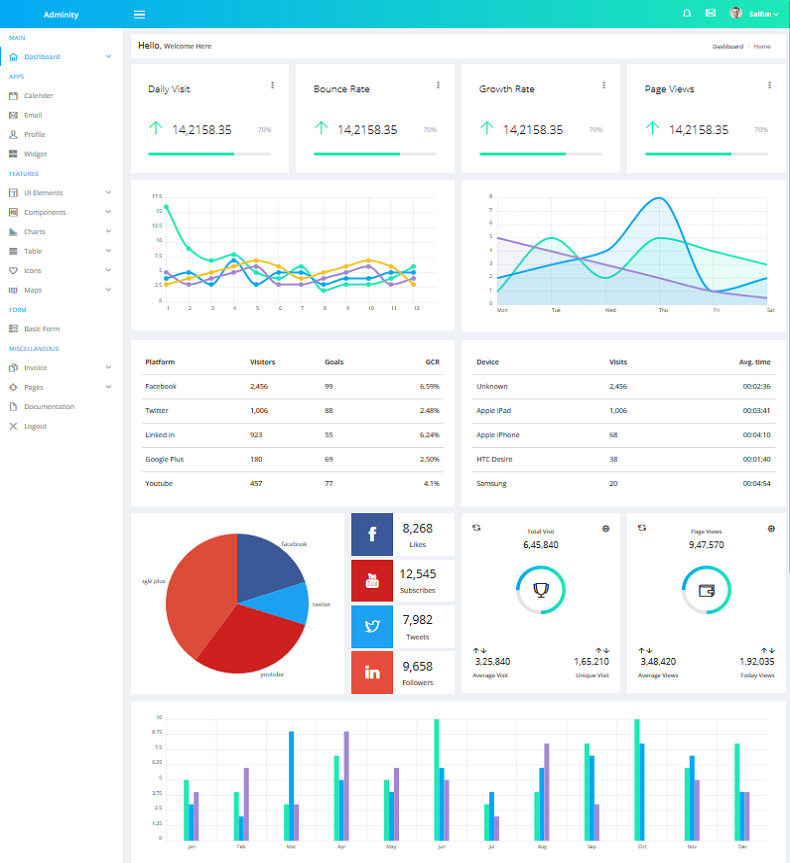 Adminity
Saifun
MAIN
Dashboard
APPS
Calender
Email
Profile
Widget
FEATURES
UI Elements
Components
Charts
Table
Icons
Maps
FORM
Basic Form
MISCELLANEOUS
Invoice
Pages
Documentation
Logout
Hello, Welcome Here
Dashboard / Home
Daily Visit
14,2158.35 70%
Bounce Rate
14,2158.35 70%
Growth Rate
14,2158.35 70%
Page Views
14,2158.35 70%
17.5
15
12.5
10
7.5
5
2.5
0
1 2 3 4 5 6 7 8 9 10 11 12
8
7
6
5
4
3
2
1
0
Mon Tue Wed Thu Fri Sat
Platform Visitors Goals GCR
Facebook 2,456 99 6.59%
Twitter 1,006 88 2.48%
Linked in 923 55 6.24%
Google Plus 180 69 2.50%
Youtube 457 77 4.1%
Device Visits Avg. time
Unknown 2,456 00:02:36
Apple iPad 1,006 00:03:41
Apple iPhone 68 00:04:10
HTC Desire 38 00:01:40
Samsung 20 00:04:54
facebook
gle plus
twitter
youtube
8,268
Likes
You Tube
12,545
Subscribes
7,982
Tweets
in
9,658
Followers
Total Visit
6,45,840
3,25,840 1,65,210
Average Visit Unique Visit
Page Views
9,47,570
3,48,420 1,92,035
Average Views Today Views
10
8.75
7.5
6.25
5
3.75
2.5
1.25
0
Jan Feb Mar Apr May Jun Jul Aug Sep Oct Nov Dec